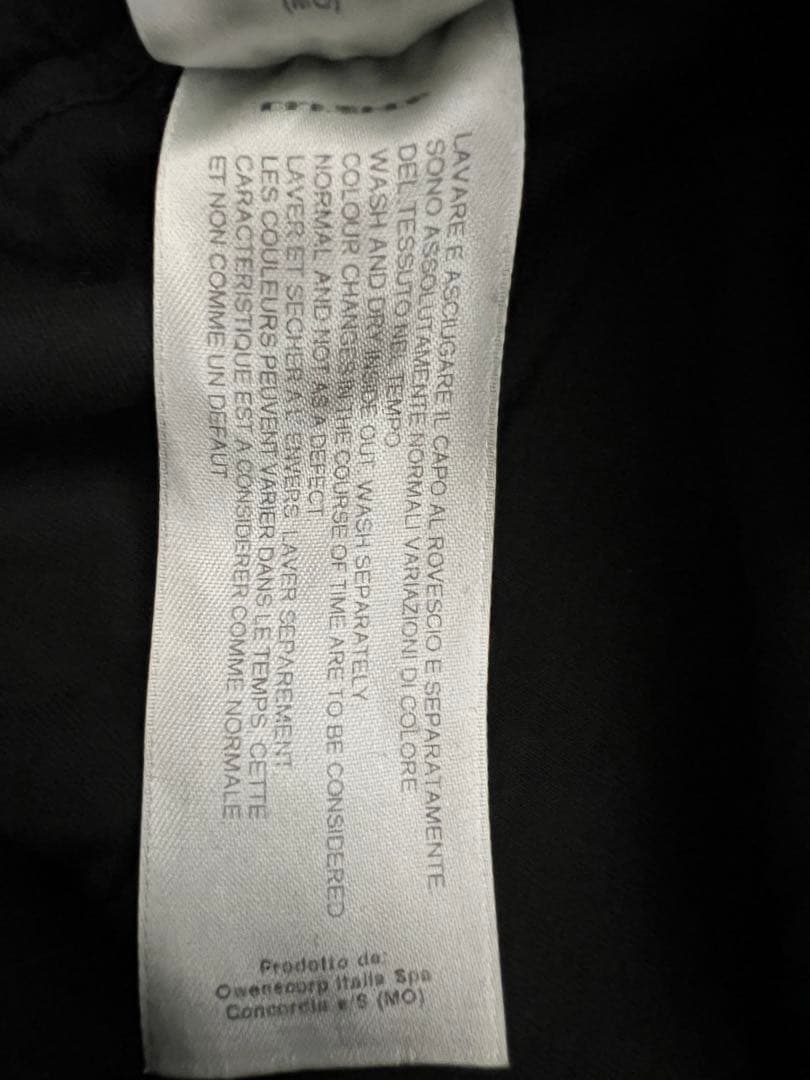 LAVARE E ASCIUGARE IL CAPO AL ROVESCIO E SEPARATAMENTE
SONO ASSOLUTAMENTE NORMALI VARIAZIONI DI COLORE
DEL TESSUTO NEL TEMPO
WASH AND DRY INSIDE OUT WASH SEPARATELY
COLOUR CHANGES IN THE COURSE OF TIME ARE TO BE CONSIDERED
NORMAL AND NOT AS A DEFECT
LAVER ET SECHER A L' ENVERS LAVER SEPAREMENT
LES COULEURS PEUVENT VARIER DANS LE TEMPS CETTE
CARACTERISTIQUE EST A CONSIDERER COMME NORMALE
ET NON COMME UN DEFAUT
Prodotto da:
Owenscorp Italia Spa
Concordia s/S (MO)